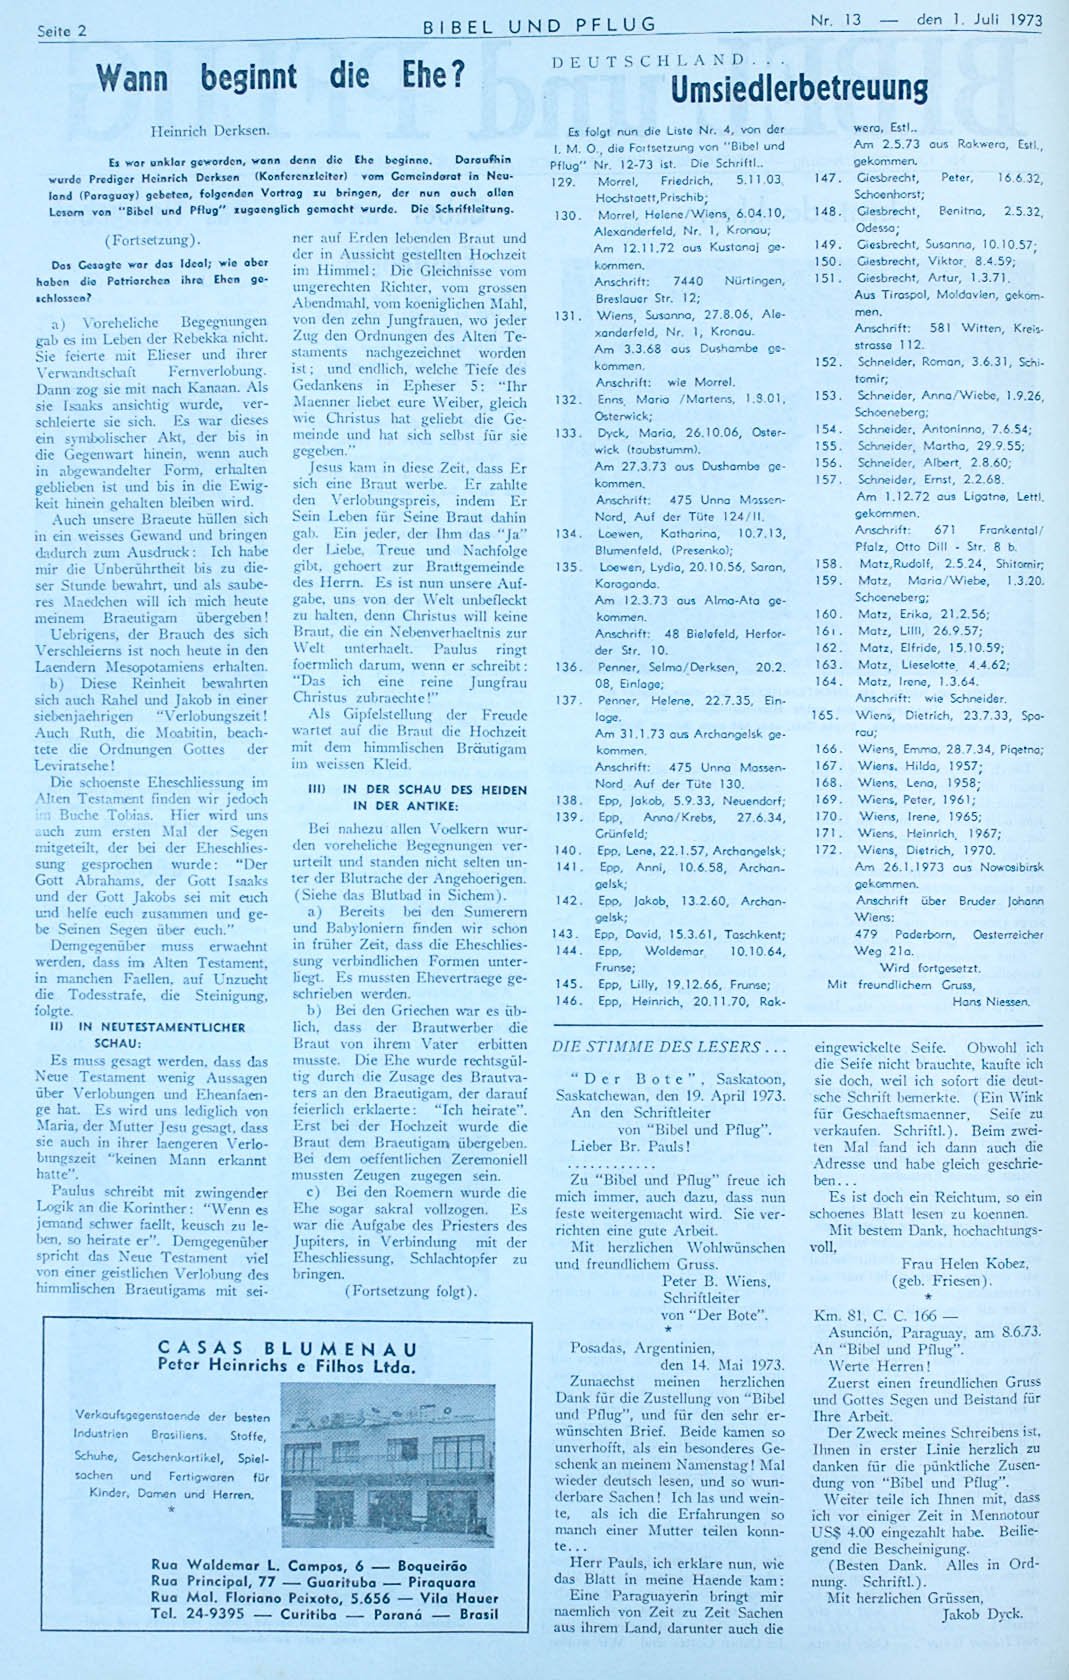 Seite 2
BIBEL UND PFLUG
Nr. 13 — den 1. Juli 1973
Wann beginnt die Ehe?
Heinrich Derksen.
Es war unklar geworden, wann denn die Ehe beginne. Daraufhin
wurde Prediger Heinrich Derksen (Konferenzleiter) vom Gemeindorat in Neu-
land (Paraguay) gebeten, folgenden Vortrag zu bringen, der nun auch allen
Lesern von "Bibel und Pflug" zugaenglich gemacht wurde. Die Schriftleitung.
(Fortsetzung).
Das Gesagte war das Ideal; wie aber
haben die Patriarchen ihre Ehen ge-
schlossen?
a) Voreheliche Begegnungen
gab es im Leben der Rebekka nicht.
Sie feierte mit Elieser und ihrer
Verwandtschaft Fernverlobung.
Dann zog sie mit nach Kanaan. Als
sie Isaaks ansichtig wurde, ver-
schleierte sie sich. Es war dieses
ein symbolischer Akt, der bis in
die Gegenwart hinein, wenn auch
in abgewandelter Form, erhalten
geblieben ist und bis in die Ewig-
keit hinein gehalten bleiben wird.
Auch unsere Braeute hüllen sich
in ein weisses Gewand und bringen
dadurch zum Ausdruck: Ich habe
mir die Unberührtheit bis zu die-
ser Stunde bewahrt, und als saube-
res Maedchen will ich mich heute
meinem Braeutigam übergeben!
Uebrigens, der Brauch des sich
Verschleierns ist noch heute in den
Laendern Mesopotamiens erhalten.
b) Diese Reinheit bewahrten
sich auch Rahel und Jakob in einer
siebenjaehrigen "Verlobungszeit!
Auch Ruth, die Moabitin, beach-
tete die Ordnungen Gottes der
Leviratsche!
Die schoenste Eheschliessung im
Alten Testament finden wir jedoch
im Buche Tobias. Hier wird uns
auch zum ersten Mal der Segen
mitgeteilt, der bei der Eheschlies-
sung gesprochen wurde: "Der
Gott Abrahams, der Gott Isaaks
und der Gott Jakobs sei mit euch
und helfe euch zusammen und ge-
be Seinen Segen über euch."
Demgegenüber muss erwaehnt
werden, dass im Alten Testament,
in manchen Faellen, auf Unzucht
die Todesstrafe, die Steinigung,
folgte.
II) IN NEUTESTAMENTLICHER
SCHAU:
Es muss gesagt werden, dass das
Neue Testament wenig Aussagen
über Verlobungen und Eheanfaen-
ge hat. Es wird uns lediglich von
Maria, der Mutter Jesu gesagt, dass
sie auch in ihrer laengeren Verlo-
bungszeit "keinen Mann erkannt
hatte".
Paulus schreibt mit zwingender
Logik an die Korinther: "Wenn es
jemand schwer faellt, keusch zu le-
ben, so heirate er". Demgegenüber
spricht das Neue Testament viel
von einer geistlichen Verlobung des
himmlischen Braeutigams mit sei-
ner auf Erden lebenden Braut und
der in Aussicht gestellten Hochzeit
im Himmel: Die Gleichnisse vom
ungerechten Richter, vom grossen
Abendmahl, vom koeniglichen Mahl,
von den zehn Jungfrauen, wo jeder
Zug den Ordnungen des Alten Te-
staments nachgezeichnet worden
ist; und endlich, welche Tiefe des
Gedankens in Epheser 5: "Ihr
Maenner liebet eure Weiber, gleich
wie Christus hat geliebt die Ge-
meinde und hat sich selbst für sie
gegeben."
Jesus kam in diese Zeit, dass Er
sich eine Braut werbe. Er zahlte
den Verlobungspreis, indem Er
Sein Leben für Seine Braut dahin
gab. Ein jeder, der Ihm das "Ja"
der Liebe, Treue und Nachfolge
gibt, gehoert zur Brautgemeinde
des Herrn. Es ist nun unsere Auf-
gabe, uns von der Welt unbefleckt
zu halten, denn Christus will keine
Braut, die ein Nebenverhaeltnis zur
Welt unterhaelt. Paulus ringt
foermlich darum, wenn er schreibt:
"Das ich eine reine Jungfrau
Christus zubraechte!"
Als Gipfelstellung der Freude
wartet auf die Braut die Hochzeit
mit dem himmlischen Bräutigam
im weissen Kleid.
III) IN DER SCHAU DES HEIDEN
IN DER ANTIKE:
Bei nahezu allen Voelkern wur-
den voreheliche Begegnungen ver-
urteilt und standen nicht selten un-
ter der Blutrache der Angehoerigen.
(Siehe das Blutbad in Sichem).
a) Bereits bei den Sumerern
und Babyloniern finden wir schon
in früher Zeit, dass die Eheschlies-
sung verbindlichen Formen unter-
liegt. Es mussten Ehevertraege ge-
schrieben werden.
b) Bei den Griechen war es üb-
lich, dass der Brautwerber die
Braut von ihrem Vater erbitten
musste. Die Ehe wurde rechtsgül-
tig durch die Zusage des Brautva-
ters an den Braeutigam, der darauf
feierlich erklaerte: "Ich heirate".
Erst bei der Hochzeit wurde die
Braut dem Braeutigam übergeben.
Bei dem oeffentlichen Zeremoniell
mussten Zeugen zugegen sein.
c) Bei den Roemern wurde die
Ehe sogar sakral vollzogen. Es
war die Aufgabe des Priesters des
Jupiters, in Verbindung mit der
Eheschliessung, Schlachtopfer zu
bringen.
(Fortsetzung folgt).
CASAS BLUMENAU
Peter Heinrichs e Filhos Ltda.
Verkaufsgegenstaende der besten
Industrien Brasiliens. Stoffe,
Schuhe, Geschenkartikel, Spiel-
sachen und Fertigwaren für
Kinder, Damen und Herren.
*
Rua Waldemar L. Campos, 6 — Boqueirão
Rua Principal, 77 — Guarituba — Piraquara
Rua Mal. Floriano Peixoto, 5.656 — Vila Hauer
Tel. 24-9395 — Curitiba — Paraná — Brasil
DEUTSCHLAND...
Umsiedlerbetreuung
Es folgt nun die Liste Nr. 4, von der
I. M. O., die Fortsetzung von "Bibel und
Pflug" Nr. 12-73 ist. Die Schriftl..
129. Morrel, Friedrich, 5.11.03,
Hochstaett,Prischib;
130. Morrel, Helene/Wiens, 6.04.10,
Alexanderfeld, Nr. 1, Kronau;
Am 12.11.72 aus Kustanaj ge-
kommen.
Anschrift: 7440 Nürtingen,
Breslauer Str. 12;
131. Wiens, Susanna, 27.8.06, Ale-
xanderfeld, Nr. 1, Kronau.
Am 3.3.68 aus Dushambe ge-
kommen.
Anschrift: wie Morrel.
132. Enns, Maria /Martens, 1.8.01,
Osterwick;
133. Dyck, Maria, 26.10.06, Oster-
wick (taubstumm).
Am 27.3.73 aus Dushambe ge-
kommen.
Anschrift: 475 Unna Massen-
Nord, Auf der Tüte 124/II.
134. Loewen, Katharina, 10.7.13,
Blumenfeld, (Presenko);
135. Loewen, Lydia, 20.10.56, Saran,
Karaganda.
Am 12.3.73 aus Alma-Ata ge-
kommen.
Anschrift: 48 Bielefeld, Herfor-
der Str. 10.
136. Penner, Selma/Derksen, 20.2.
08, Einlage;
137. Penner, Helene, 22.7.35, Ein-
lage.
Am 31.1.73 aus Archangelsk ge-
kommen.
Anschrift: 475 Unna Massen-
Nord Auf der Tüte 130.
138. Epp, Jakob, 5.9.33, Neuendorf;
139. Epp, Anna/Krebs, 27.6.34,
Grünfeld;
140. Epp, Lene, 22.1.57, Archangelsk;
141. Epp, Anni, 10.6.58, Archan-
gelsk;
142. Epp, Jakob, 13.2.60, Archan-
gelsk;
143. Epp, David, 15.3.61, Taschkent;
144. Epp, Woldemar 10.10.64,
Frunse;
145. Epp, Lilly, 19.12.66, Frunse;
146. Epp, Heinrich, 20.11.70, Rak-
wera, Estl..
Am 2.5.73 aus Rakwera, Estl.,
gekommen.
147. Giesbrecht, Peter, 16.6.32,
Schoenhorst;
148. Giesbrecht, Benitna, 2.5.32,
Odessa;
149. Giesbrecht, Susanna, 10.10.57;
150. Giesbrecht, Viktor 8.4.59;
151. Giesbrecht, Artur, 1.3.71.
Aus Tiraspol, Moldavien, gekom-
men.
Anschrift: 581 Witten, Kreis-
strasse 112.
152. Schneider, Roman, 3.6.31, Schi-
tomir;
153. Schneider, Anna/Wiebe, 1.9.26,
Schoeneberg;
154. Schneider, Antoninna, 7.6.54;
155. Schneider, Martha, 29.9.55;
156. Schneider, Albert, 2.8.60;
157. Schneider, Ernst, 2.2.68.
Am 1.12.72 aus Ligatne, Lettl.
gekommen.
Anschrift: 671 Frankental/
Pfalz, Otto Dill - Str. 8 b.
158. Matz,Rudolf, 2.5.24, Shitomir;
159. Matz, Maria/Wiebe, 1.3.20.
Schoeneberg;
160. Matz, Erika, 21.2.56;
161. Matz, Lilli, 26.9.57;
162. Matz, Elfride, 15.10.59;
163. Matz, Lieselotte, 4.4.62;
164. Matz, Irene, 1.3.64.
Anschrift: wie Schneider.
165. Wiens, Dietrich, 23.7.33, Spa-
rau;
166. Wiens, Emma, 28.7.34, Piqetna;
167. Wiens, Hilda, 1957;
168. Wiens, Lena, 1958;
169. Wiens, Peter, 1961;
170. Wiens, Irene, 1965;
171. Wiens, Heinrich, 1967;
172. Wiens, Dietrich, 1970.
Am 26.1.1973 aus Nowosibirsk
gekommen.
Anschrift über Bruder Johann
Wiens:
479 Paderborn, Oesterreicher
Weg 21a.
Wird fortgesetzt.
Mit freundlichem Gruss,
Hans Niessen.
DIE STIMME DES LESERS...
"Der Bote", Saskatoon,
Saskatchewan, den 19. April 1973.
An den Schriftleiter
von "Bibel und Pflug".
Lieber Br. Pauls!
............
Zu "Bibel und Pflug" freue ich
mich immer, auch dazu, dass nun
feste weitergemacht wird. Sie ver-
richten eine gute Arbeit.
Mit herzlichen Wohlwünschen
und freundlichem Gruss.
Peter B. Wiens,
Schriftleiter
von "Der Bote".
*
Posadas, Argentinien,
den 14. Mai 1973.
Zunaechst meinen herzlichen
Dank für die Zustellung von "Bibel
und Pflug", und für den sehr er-
wünschten Brief. Beide kamen so
unverhofft, als ein besonderes Ge-
schenk an meinem Namenstag! Mal
wieder deutsch lesen, und so wun-
derbare Sachen! Ich las und wein-
te, als ich die Erfahrungen so
manch einer Mutter teilen konn-
te...
Herr Pauls, ich erklare nun, wie
das Blatt in meine Haende kam:
Eine Paraguayerin bringt mir
naemlich von Zeit zu Zeit Sachen
aus ihrem Land, darunter auch die
eingewickelte Seife. Obwohl ich
die Seife nicht brauchte, kaufte ich
sie doch, weil ich sofort die deut-
sche Schrift bemerkte. (Ein Wink
für Geschaeftsmaenner, Seife zu
verkaufen. Schriftl.). Beim zwei-
ten Mal fand ich dann auch die
Adresse und habe gleich geschrie-
ben...
Es ist doch ein Reichtum, so ein
schoenes Blatt lesen zu koennen.
Mit bestem Dank, hochachtungs-
voll,
Frau Helen Kobez,
(geb. Friesen).
*
Km. 81, C. C. 166 —
Asunción, Paraguay, am 8.6.73.
An "Bibel und Pflug".
Werte Herren!
Zuerst einen freundlichen Gruss
und Gottes Segen und Beistand für
Ihre Arbeit.
Der Zweck meines Schreibens ist,
Ihnen in erster Linie herzlich zu
danken für die pünktliche Zusen-
dung von "Bibel und Pflug".
Weiter teile ich Ihnen mit, dass
ich vor einiger Zeit in Mennotour
US$ 4.00 eingezahlt habe. Beilie-
gend die Bescheinigung.
(Besten Dank. Alles in Ord-
nung. Schriftl.).
Mit herzlichen Grüssen,
Jakob Dyck.